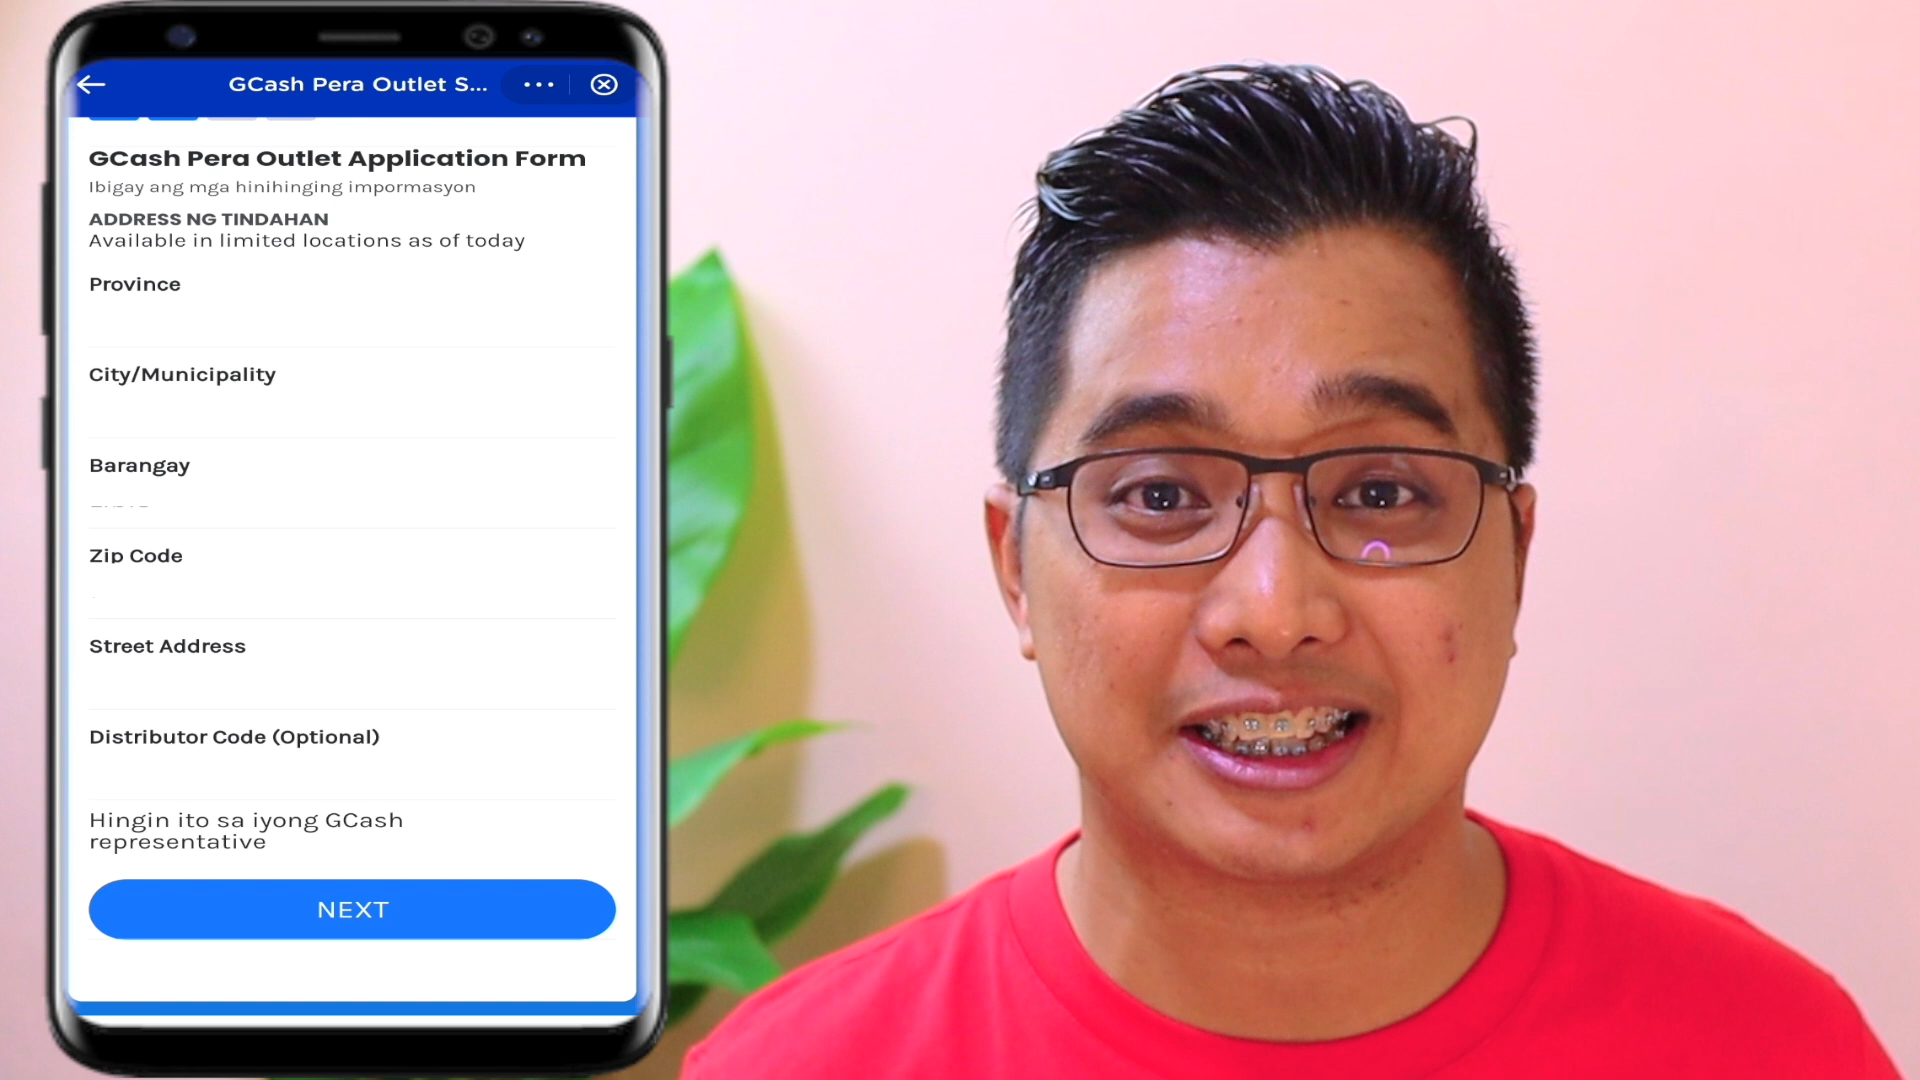 GCash Pera Outlet S...
GCash Pera Outlet Application Form
Ibigay ang mga hinihinging impormasyon
ADDRESS NG TINDAHAN
Available in limited locations as of today
Province
City/Municipality
Barangay
Zip Code
Street Address
Distributor Code (Optional)
Hingin ito sa iyong GCash
representative
NEXT